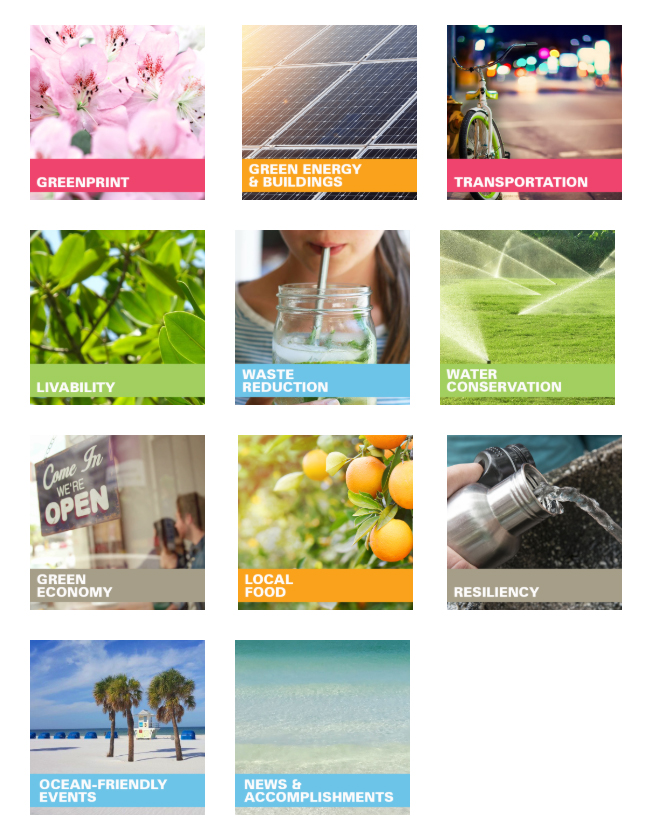 GREENPRINT
GREEN ENERGY
& BUILDINGS
TRANSPORTATION
LIVABILITY
WASTE
REDUCTION
WATER
CONSERVATION
Come In
WE'RE
OPEN
GREEN
ECONOMY
LOCAL
FOOD
RESILIENCY
OCEAN-FRIENDLY
EVENTS
NEWS &
ACCOMPLISHMENTS